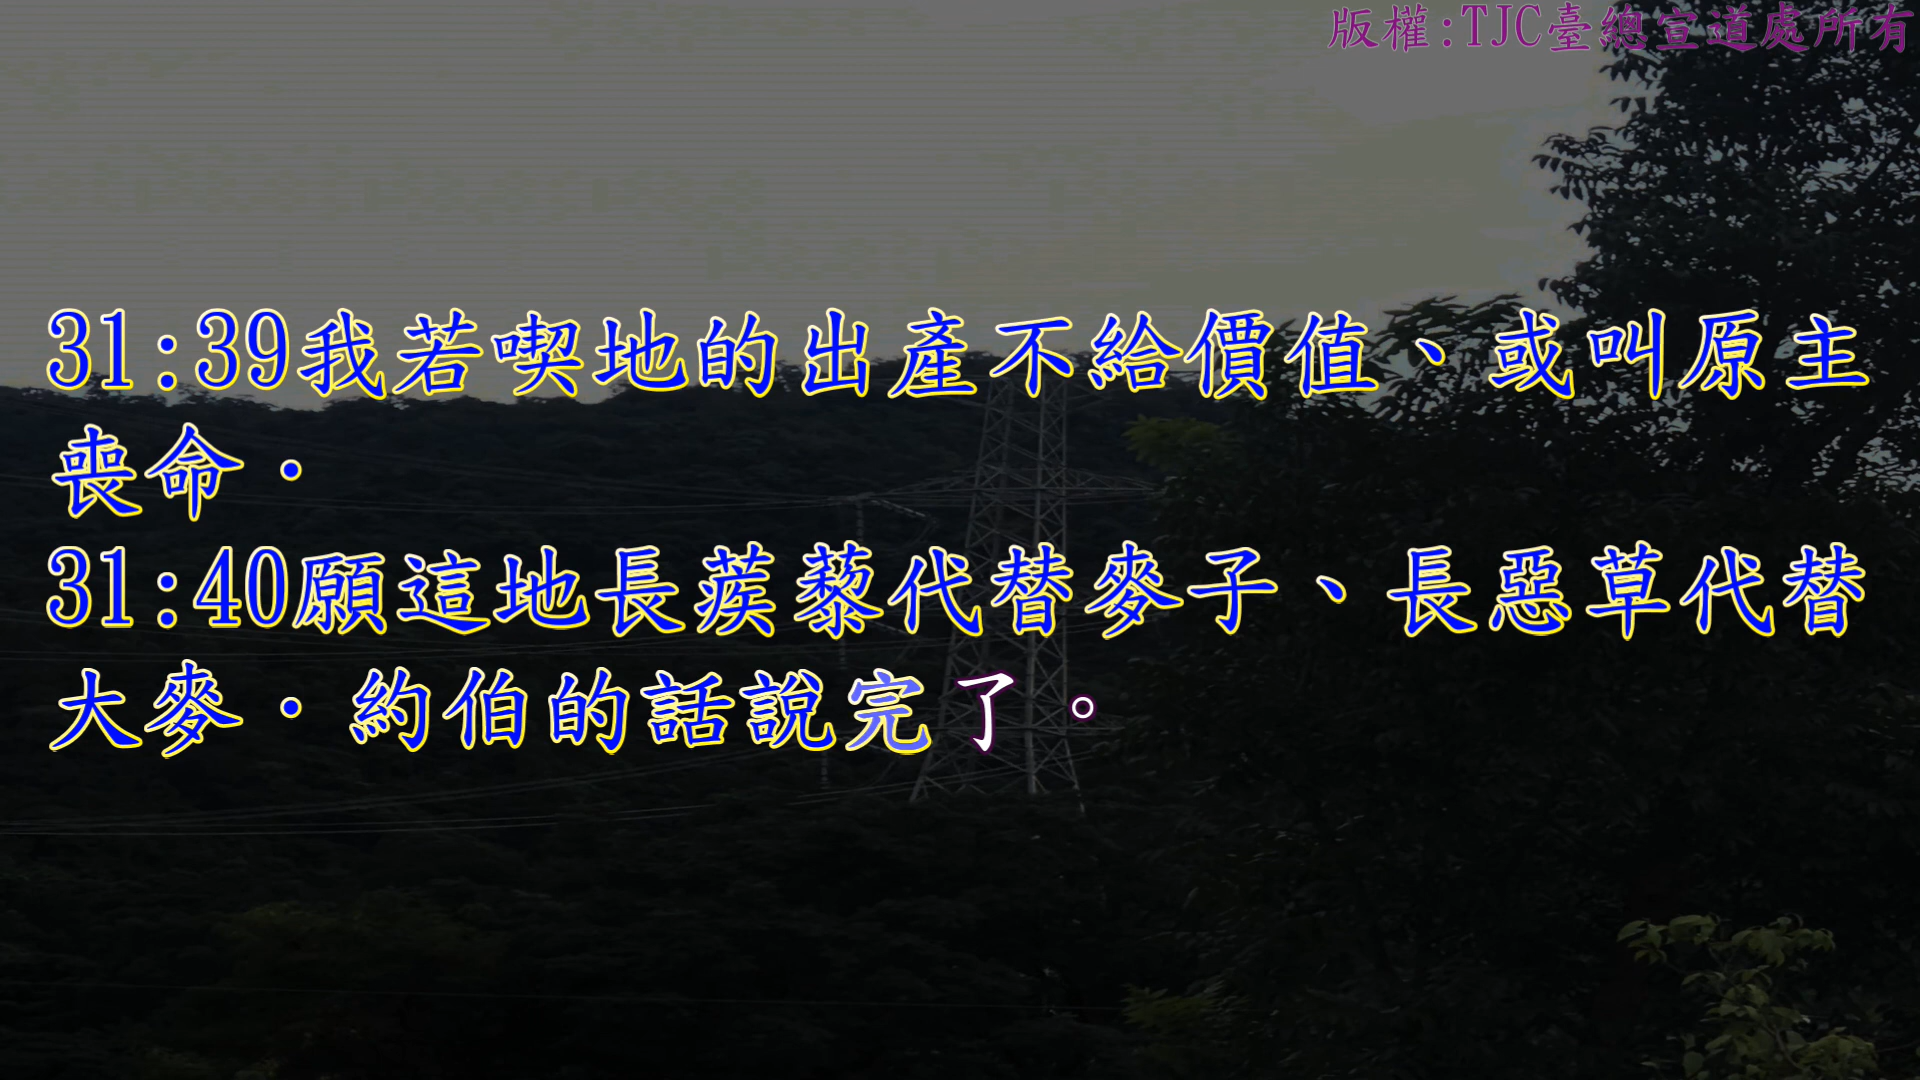 版權:TJC臺總宣道處所有
31:39我若喫地的出產不給價值、或叫原主
喪命．
31:40願這地長蒺藜代替麥子、長惡草代替
大麥．約伯的話說完了。